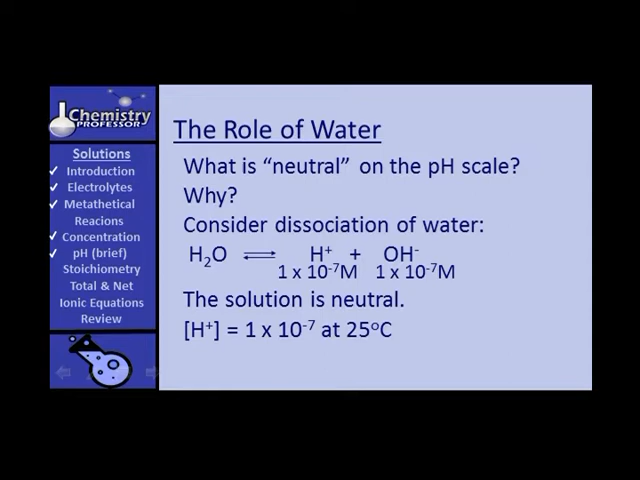 Chemistry
PROFESSOR
Solutions
Introduction
Electrolytes
Metathetical
Reacions
Concentration
pH (brief)
Stoichiometry
Total & Net
Ionic Equations
Review
The Role of Water
What is “neutral” on the pH scale?
Why?
Consider dissociation of water:
H₂O ⇌ H⁺ + OH⁻
1 x 10⁻⁷M 1 x 10⁻⁷M
The solution is neutral.
[H⁺] = 1 x 10⁻⁷ at 25°C